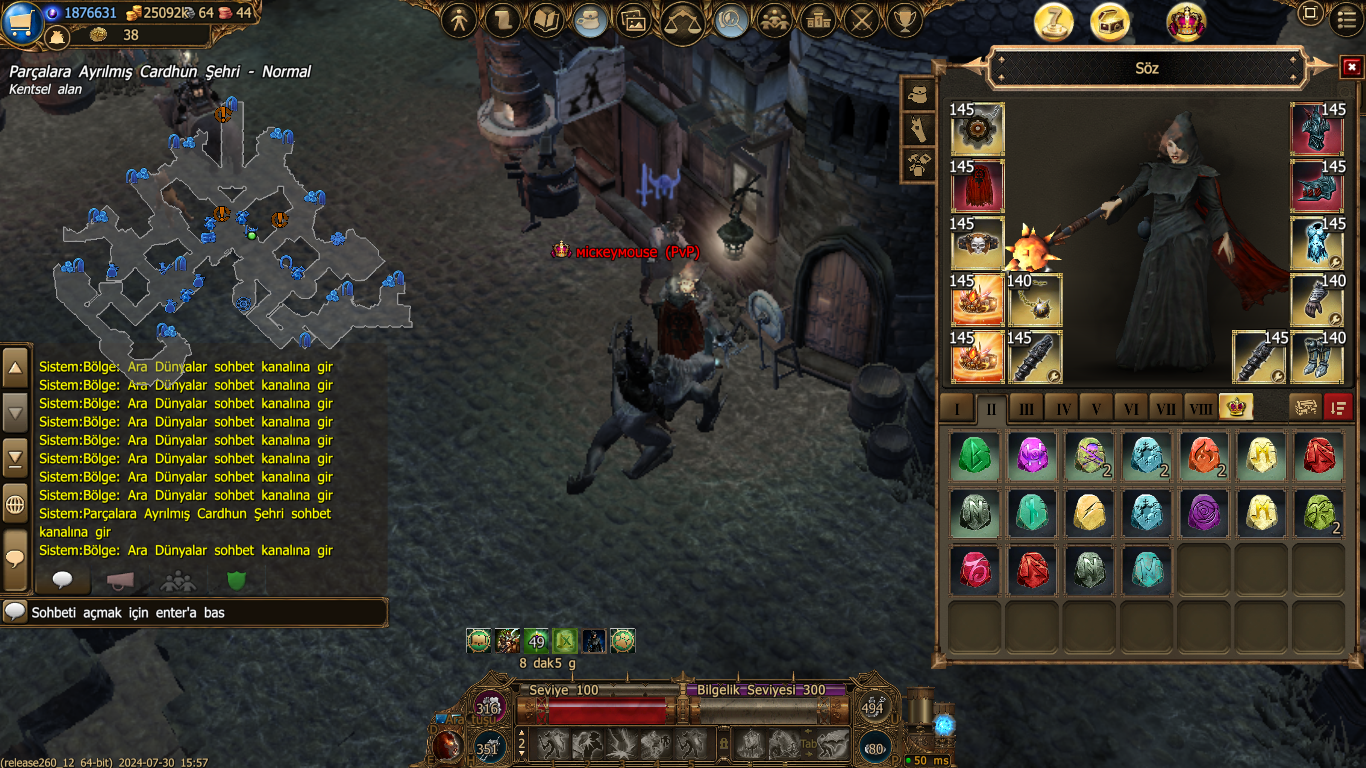 1876631 25092K 64 44
38
Parçalara Ayrılmış Cardhun Şehri - Normal
Kentsel alan
мickeyмouse (PvP)
Söz
145 145
145 145
145 145
145 140 140
145 145 145 140
I II III IV V VI VII VIII
2 2 2
2
Sistem:Bölge: Ara Dünyalar sohbet kanalına gir
Sistem:Bölge: Ara Dünyalar sohbet kanalına gir
Sistem:Bölge: Ara Dünyalar sohbet kanalına gir
Sistem:Bölge: Ara Dünyalar sohbet kanalına gir
Sistem:Bölge: Ara Dünyalar sohbet kanalına gir
Sistem:Bölge: Ara Dünyalar sohbet kanalına gir
Sistem:Bölge: Ara Dünyalar sohbet kanalına gir
Sistem:Bölge: Ara Dünyalar sohbet kanalına gir
Sistem:Parçalara Ayrılmış Cardhun Şehri sohbet
kanalına gir
Sistem:Bölge: Ara Dünyalar sohbet kanalına gir
Sohbeti açmak için enter'a bas
49
8 dak5 g
Seviye 100 Bilgelik Seviyesi 300
316 494
Ara tuşu
351 2 Tab 80
50 ms
(release260_12 64-bit) 2024-07-30 15:57